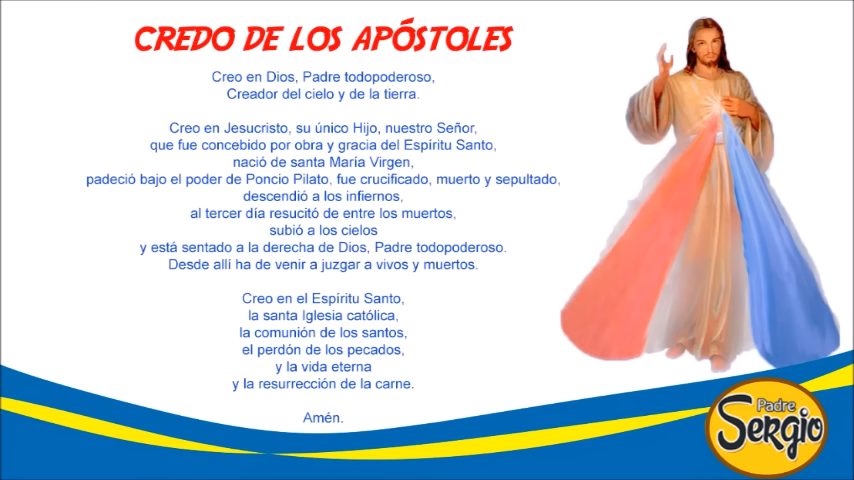 CREDO DE LOS APÓSTOLES
Creo en Dios, Padre todopoderoso,
Creador del cielo y de la tierra.
Creo en Jesucristo, su único Hijo, nuestro Señor,
que fue concebido por obra y gracia del Espíritu Santo,
nació de santa María Virgen,
padeció bajo el poder de Poncio Pilato, fue crucificado, muerto y sepultado,
descendió a los infiernos,
al tercer día resucitó de entre los muertos,
subió a los cielos
y está sentado a la derecha de Dios, Padre todopoderoso.
Desde allí ha de venir a juzgar a vivos y muertos.
Creo en el Espíritu Santo,
la santa Iglesia católica,
la comunión de los santos,
el perdón de los pecados,
y la vida eterna
y la resurrección de la carne.
Amén.
Padre
Sergio